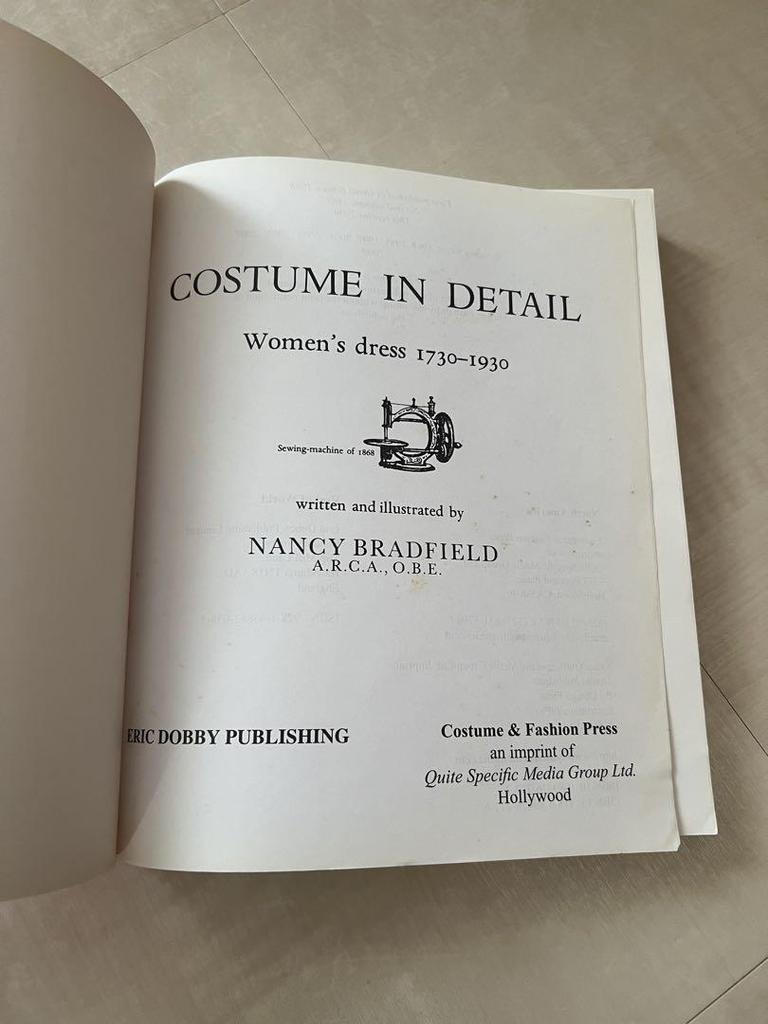 COSTUME IN DETAIL
Women's dress 1730–1930
Sewing-machine of 1868
written and illustrated by
NANCY BRADFIELD
A.R.C.A., O.B.E.
ERIC DOBBY PUBLISHING
Costume & Fashion Press
an imprint of
Quite Specific Media Group Ltd.
Hollywood